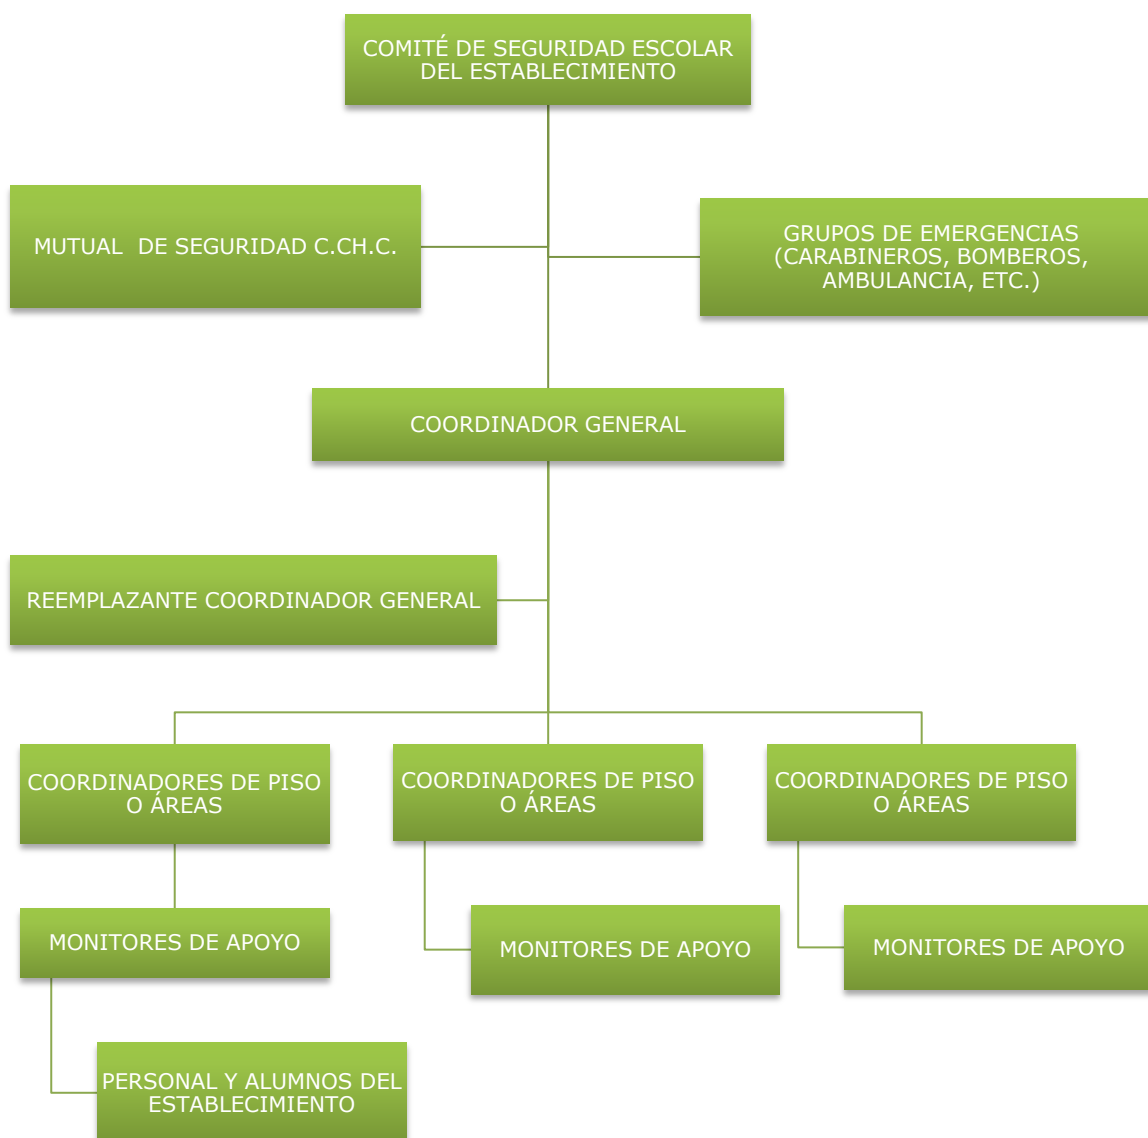 COMITÉ DE SEGURIDAD ESCOLAR
DEL ESTABLECIMIENTO
MUTUAL  DE SEGURIDAD C.CH.C.
GRUPOS DE EMERGENCIAS
(CARABINEROS, BOMBEROS,
AMBULANCIA, ETC.)
COORDINADOR GENERAL
REEMPLAZANTE COORDINADOR GENERAL
COORDINADORES DE PISO
O ÁREAS
COORDINADORES DE PISO
O ÁREAS
COORDINADORES DE PISO
O ÁREAS
MONITORES DE APOYO
MONITORES DE APOYO
MONITORES DE APOYO
PERSONAL Y ALUMNOS DEL
ESTABLECIMIENTO